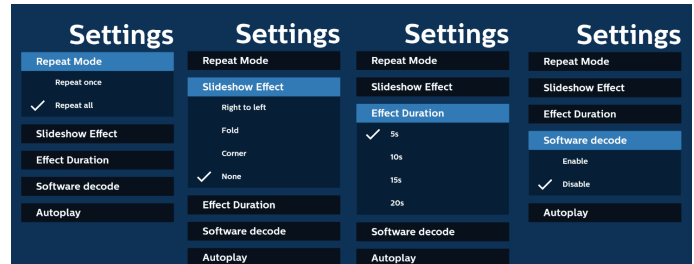 Settings
Repeat Mode
Repeat once
Repeat all
Slideshow Effect
Effect Duration
Software decode
Autoplay
Settings
Repeat Mode
Slideshow Effect
Right to left
Fold
Corner
None
Effect Duration
Software decode
Autoplay
Settings
Repeat Mode
Slideshow Effect
Effect Duration
5s
10s
15s
20s
Software decode
Autoplay
Settings
Repeat Mode
Slideshow Effect
Effect Duration
Software decode
Enable
Disable
Autoplay